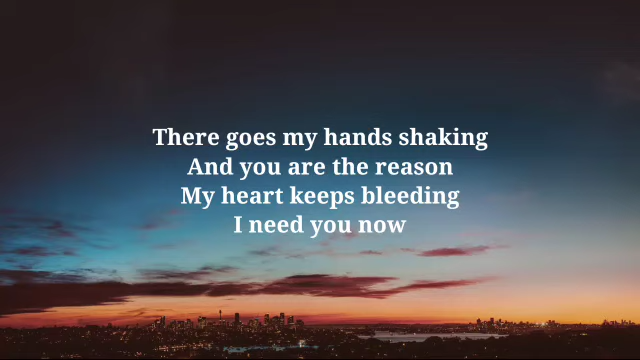 There goes my hands shaking
And you are the reason
My heart keeps bleeding
I need you now